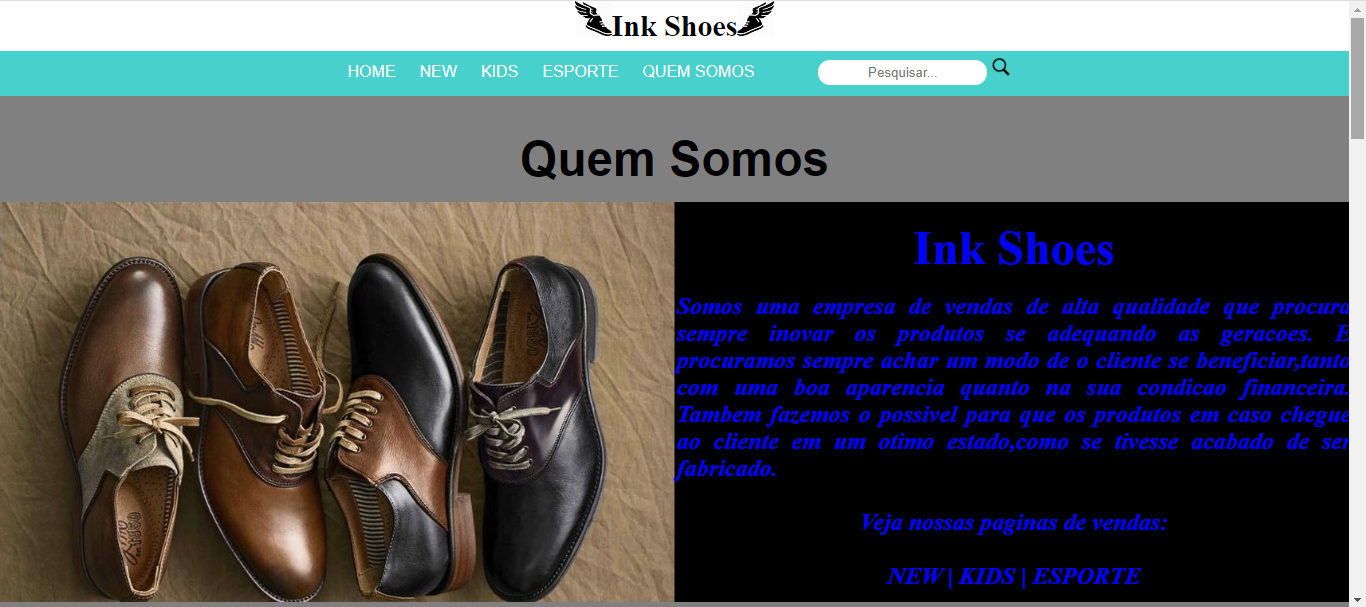 Ink Shoes
HOME NEW KIDS ESPORTE QUEM SOMOS Pesquisar...
Quem Somos
Ink Shoes
Somos uma empresa de vendas de alta qualidade que procura
sempre inovar os produtos se adequando as geracoes. E
procuramos sempre achar um modo de o cliente se beneficiar,tanto
com uma boa aparencia quanto na sua condicao financeira.
Tambem fazemos o possivel para que os produtos em caso chegue
ao cliente em um otimo estado,como se tivesse acabado de ser
fabricado.
Veja nossas paginas de vendas:
NEW | KIDS | ESPORTE